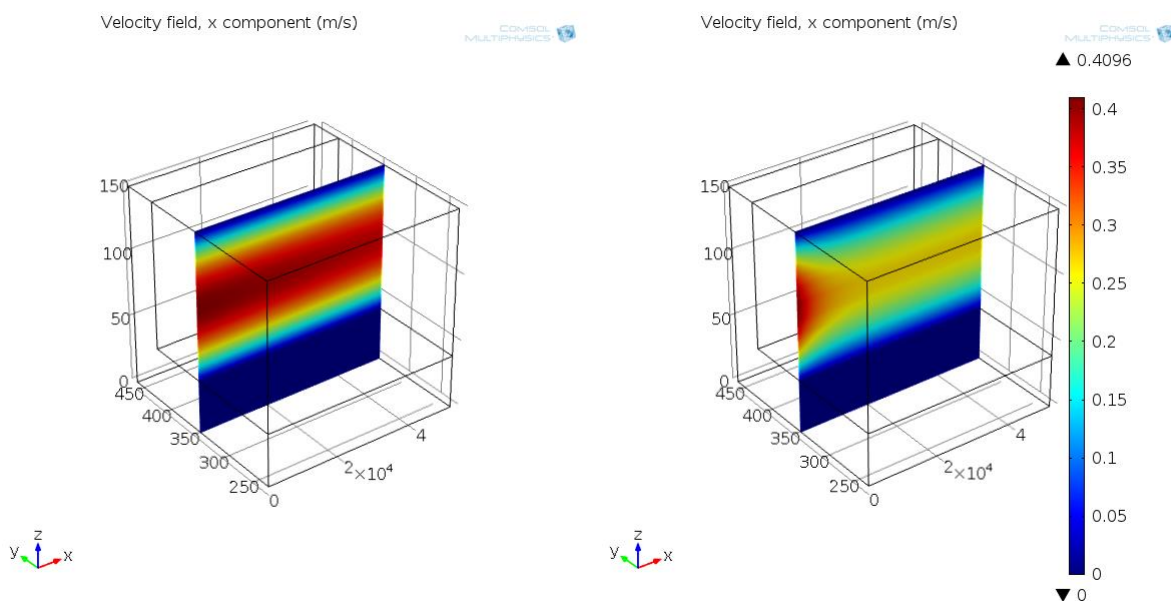 Velocity field, x component (m/s)
COMSOL
MULTIPHYSICS
150
100
50
0
450
400
350
300
250
0
2×10⁴
4
z
y
x
Velocity field, x component (m/s)
COMSOL
MULTIPHYSICS
▲ 0.4096
150
100
50
0
450
400
350
300
250
0
2×10⁴
4
0.4
0.35
0.3
0.25
0.2
0.15
0.1
0.05
0
▼ 0
z
y
x